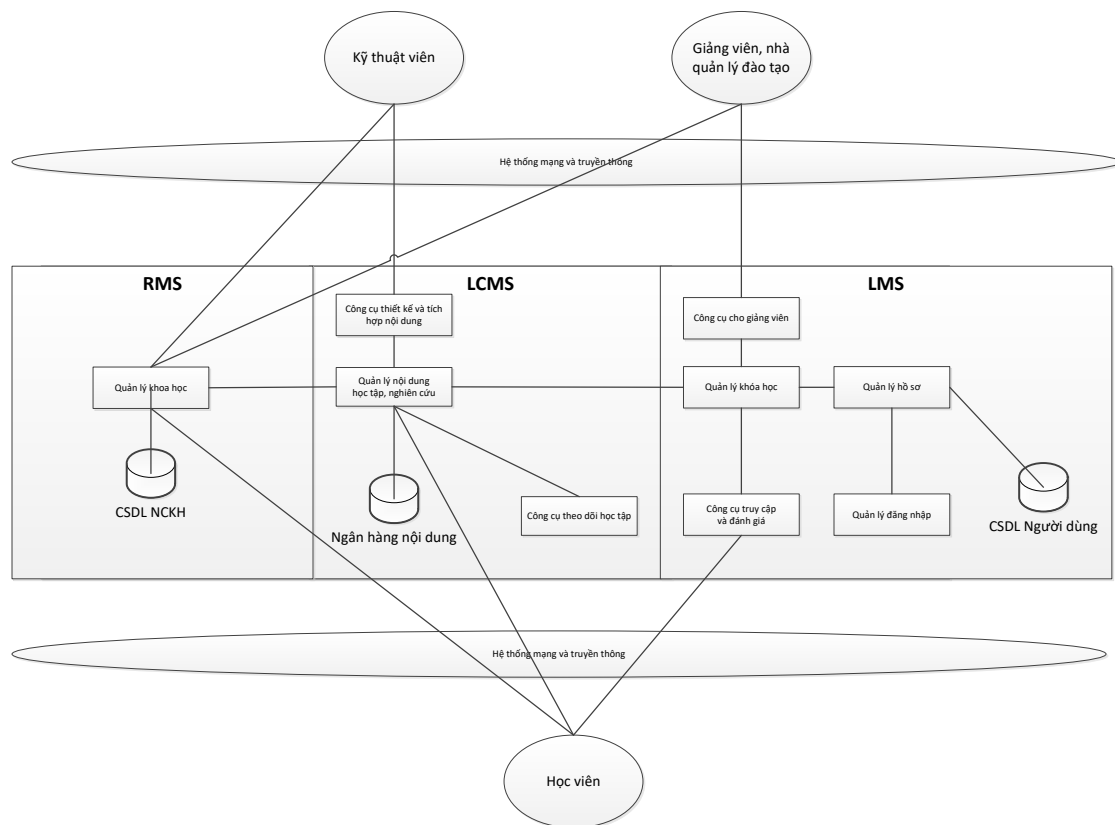 Kỹ thuật viên
Giảng viên, nhà
quản lý đào tạo
Hệ thống mạng và truyền thông
RMS
LCMS
LMS
Công cụ thiết kế và tích
hợp nội dung
Công cụ cho giảng viên
Quản lý khoa học
Quản lý nội dung
học tập, nghiên cứu
Quản lý khóa học
Quản lý hồ sơ
CSDL NCKH
Ngân hàng nội dung
Công cụ theo dõi học tập
Công cụ truy cập
và đánh giá
Quản lý đăng nhập
CSDL Người dùng
Hệ thống mạng và truyền thông
Học viên